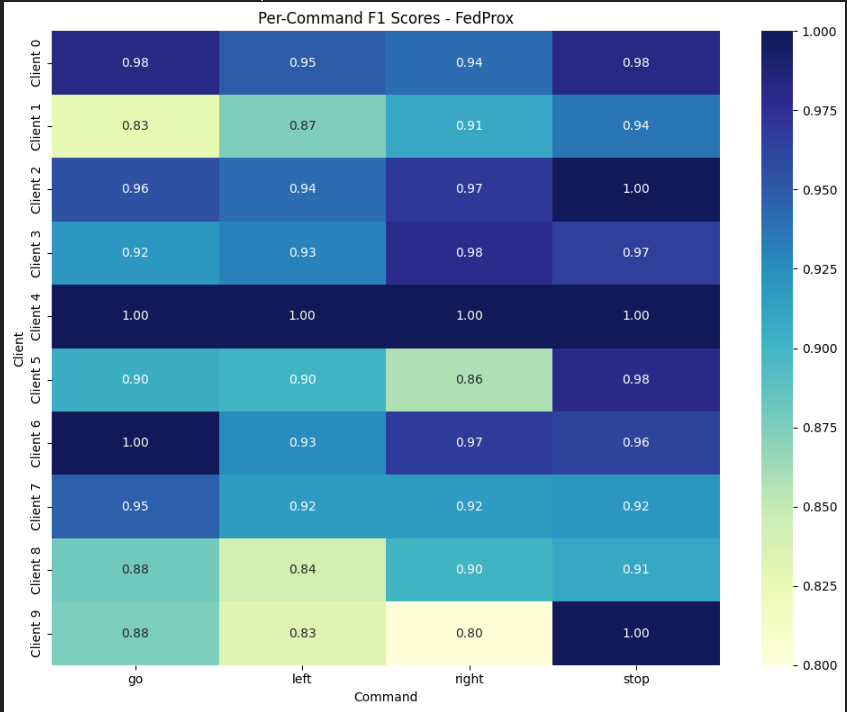 Per-Command F1 Scores - FedProx
Client
Client 0 0.98 0.95 0.94 0.98
Client 1 0.83 0.87 0.91 0.94
Client 2 0.96 0.94 0.97 1.00
Client 3 0.92 0.93 0.98 0.97
Client 4 1.00 1.00 1.00 1.00
Client 5 0.90 0.90 0.86 0.98
Client 6 1.00 0.93 0.97 0.96
Client 7 0.95 0.92 0.92 0.92
Client 8 0.88 0.84 0.90 0.91
Client 9 0.88 0.83 0.80 1.00
go left right stop
Command
1.000
0.975
0.950
0.925
0.900
0.875
0.850
0.825
0.800